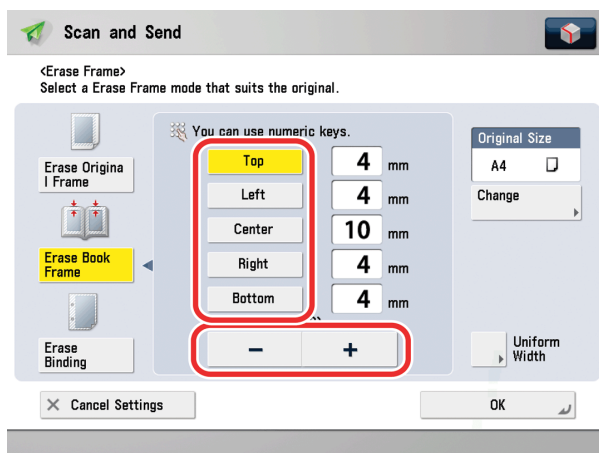 Scan and Send
<Erase Frame>
Select a Erase Frame mode that suits the original.
Erase Origina
l Frame
Erase Book
Frame
Erase
Binding
You can use numeric keys.
Top 4 mm
Left 4 mm
Center 10 mm
Right 4 mm
Bottom 4 mm
− +
Original Size
A4
Change
Uniform
Width
× Cancel Settings
OK